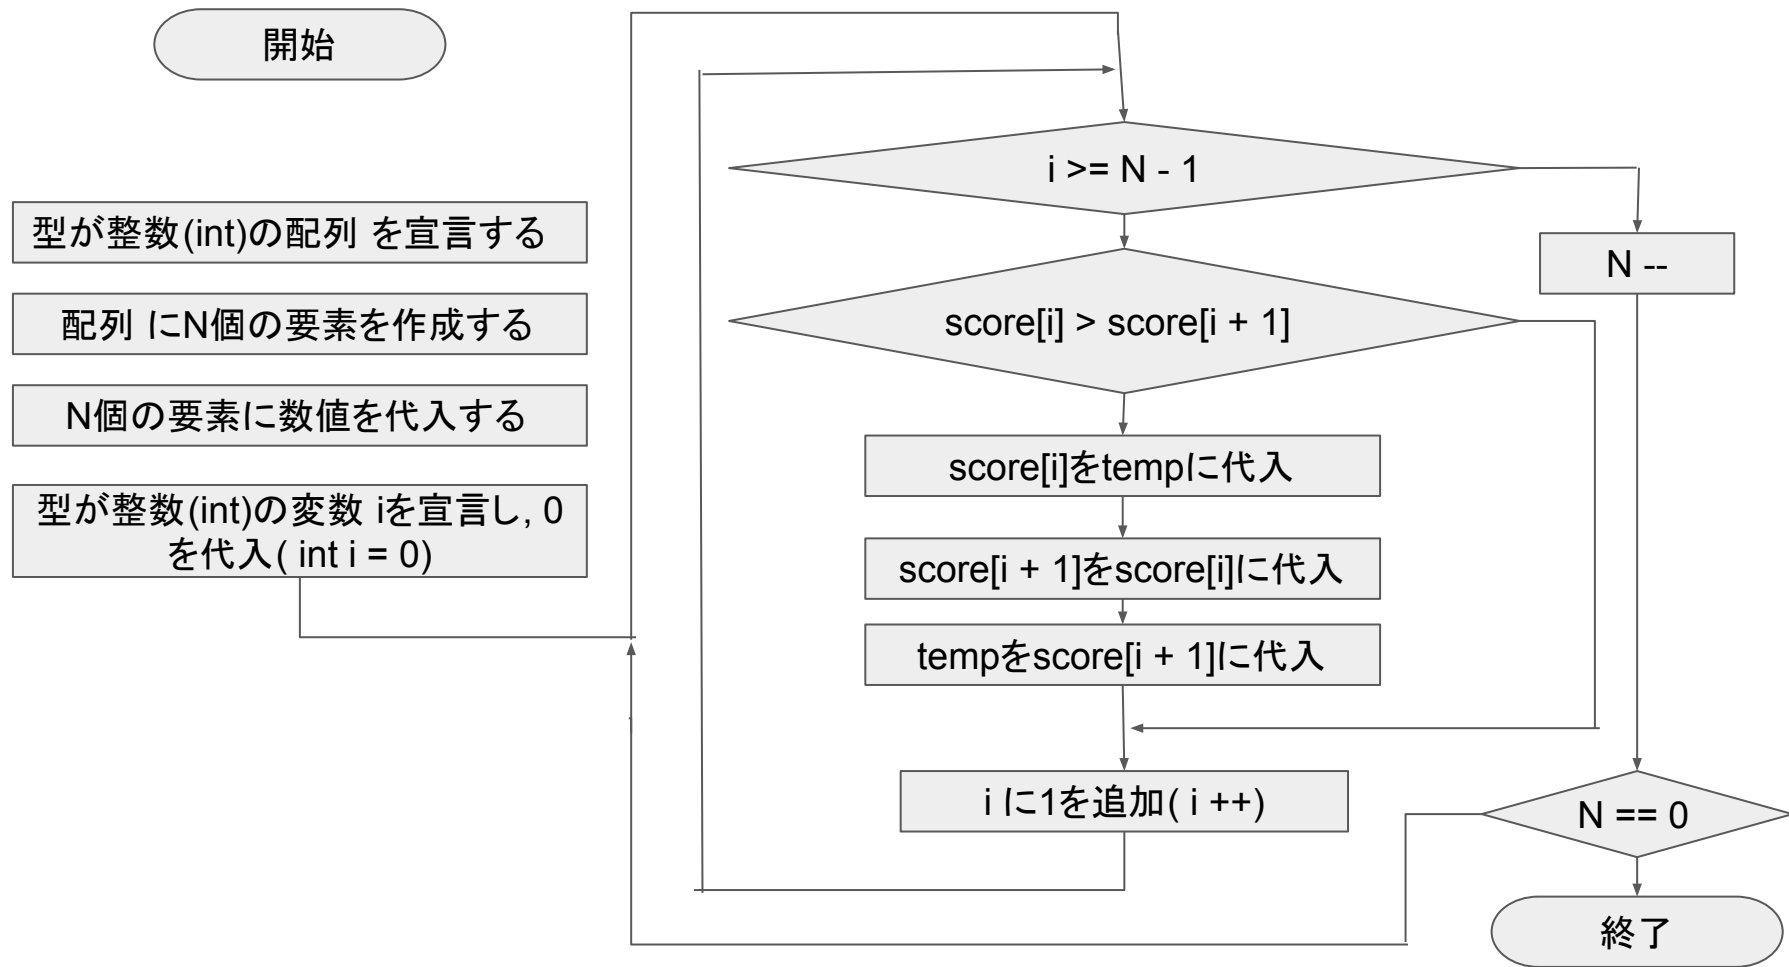 開始
型が整数(int)の配列 を宣言する
配列 にN個の要素を作成する
N個の要素に数値を代入する
型が整数(int)の変数 iを宣言し, 0
を代入( int i = 0)
i >= N - 1
score[i] > score[i + 1]
score[i]をtempに代入
score[i + 1]をscore[i]に代入
tempをscore[i + 1]に代入
i に1を追加( i ++)
N --
N == 0
終了